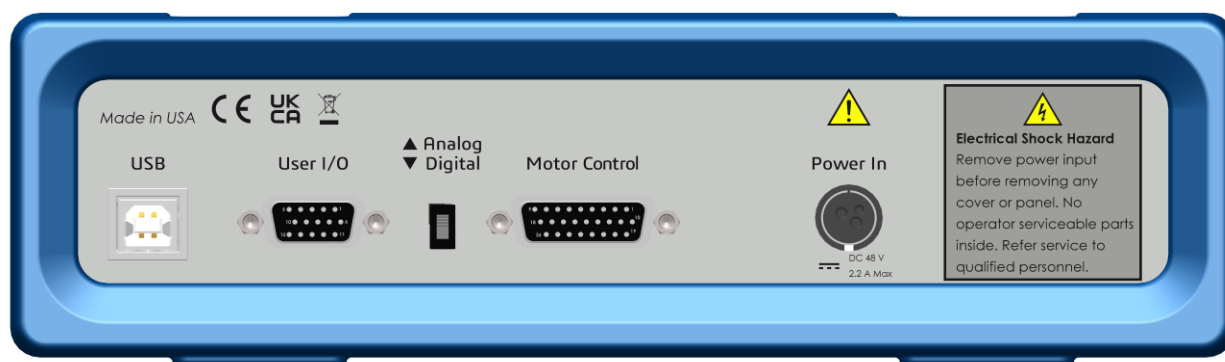 Made in USA CE UK
CA
USB
User I/O
▲ Analog
▼ Digital
Motor Control
Power In
DC 48 V
2.2 A Max
Electrical Shock Hazard
Remove power input
before removing any
cover or panel. No
operator serviceable parts
inside. Refer service to
qualified personnel.